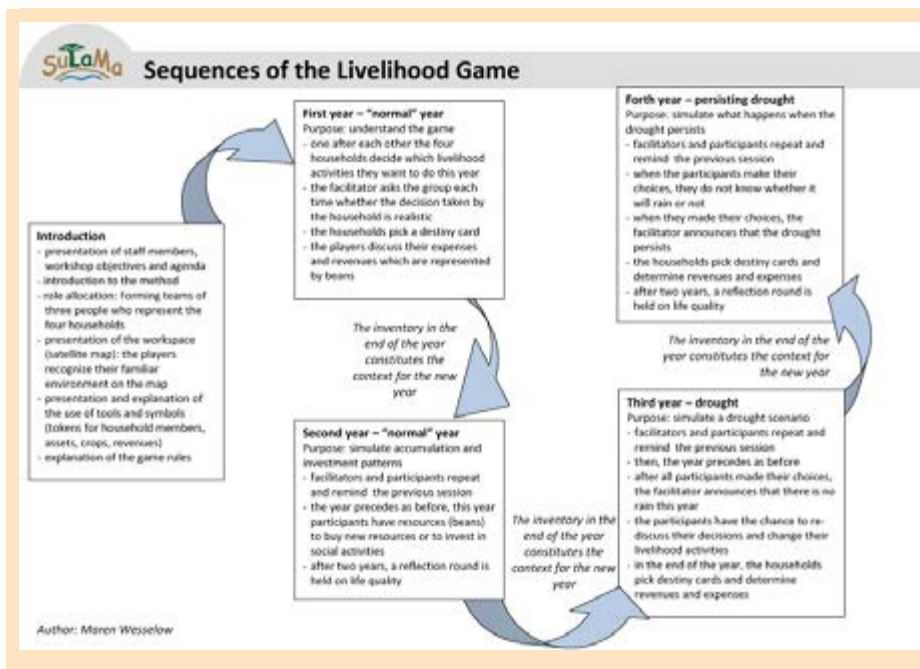 SuLaMa
Sequences of the Livelihood Game
Introduction
- presentation of staff members,
workshop objectives and agenda
- introduction to the method
- role allocation: forming teams of
three people who represent the
four households
- presentation of the workspace
(satellite map): the players
recognize their familiar
environment on the map
- presentation and explanation of
the use of tools and symbols
(tokens for household members,
assets, crops, revenues)
- explanation of the game rules
First year – "normal" year
Purpose: understand the game
- one after each other the four
households decide which livelihood
activities they want to do this year
- the facilitator asks the group each
time whether the decision taken by
the household is realistic
- the households pick a destiny card
- the players discuss their expenses
and revenues which are represented
by beans
The inventory in the
end of the year
constitutes the
context for the new
year
Second year – "normal" year
Purpose: simulate accumulation and
investment patterns
- facilitators and participants repeat
and remind the previous session
- the year precedes as before, this year
participants have resources (beans)
to buy new resources or to invest in
social activities
- after two years, a reflection round is
held on life quality
The inventory in the
end of the year
constitutes the
context for the new
year
Third year – drought
Purpose: simulate a drought scenario
- facilitators and participants repeat and
remind the previous session
- then, the year precedes as before
- after all participants made their choices,
the facilitator announces that there is no
rain this year
- the participants have the chance to re-
discuss their decisions and change their
livelihood activities
- in the end of the year, the households
pick destiny cards and determine
revenues and expenses
The inventory in the end of the
year constitutes the context for
the new year
Forth year – persisting drought
Purpose: simulate what happens when the
drought persists
- facilitators and participants repeat and
remind the previous session
- when the participants make their
choices, they do not know whether it
will rain or not
- when they made their choices, the
facilitator announces that the drought
persists
- the households pick destiny cards and
determine revenues and expenses
- after two years, a reflection round is
held on life quality
Author: Maren Wesselow